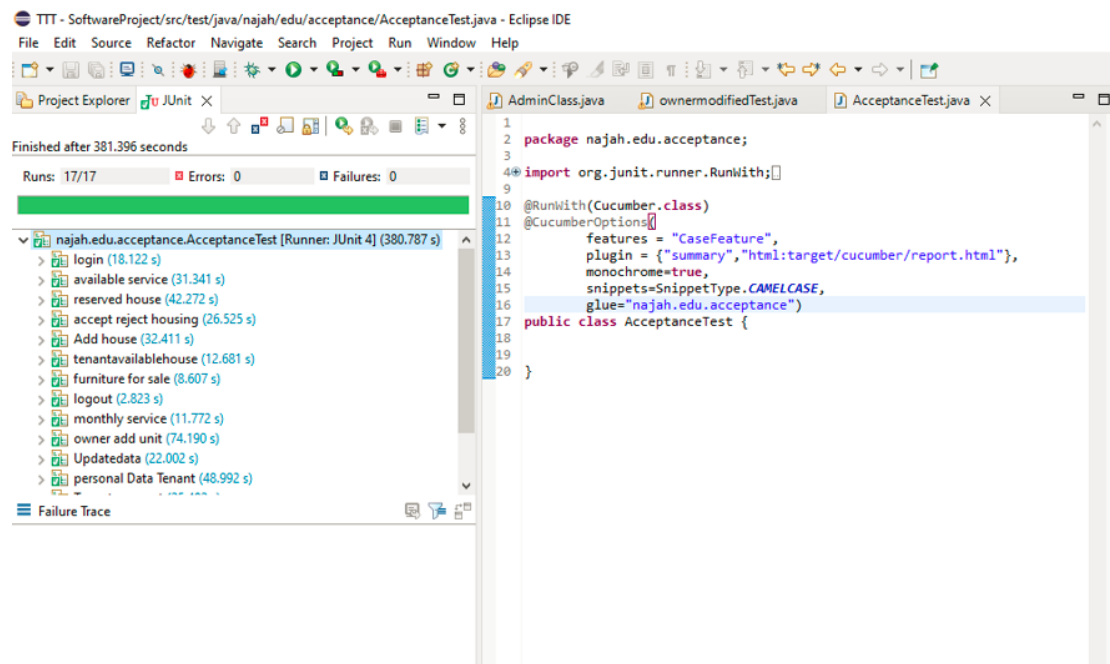 TTT - SoftwareProject/src/test/java/najah/edu/acceptance/AcceptanceTest.java - Eclipse IDE
File Edit Source Refactor Navigate Search Project Run Window Help
Project Explorer JUnit
Finished after 381.396 seconds
Runs: 17/17 Errors: 0 Failures: 0
najah.edu.acceptance.AcceptanceTest [Runner: JUnit 4] (380.787 s)
login (18.122 s)
available service (31.341 s)
reserved house (42.272 s)
accept reject housing (26.525 s)
Add house (32.411 s)
tenantavailablehouse (12.681 s)
furniture for sale (8.607 s)
logout (2.823 s)
monthly service (11.772 s)
owner add unit (74.190 s)
Updatedata (22.002 s)
personal Data Tenant (48.992 s)
Failure Trace
AdminClass.java ownermodifiedTest.java AcceptanceTest.java
1
2 package najah.edu.acceptance;
3
4 import org.junit.runner.RunWith;
9
10 @RunWith(Cucumber.class)
11 @CucumberOptions(
12 features = "CaseFeature",
13 plugin = {"summary","html:target/cucumber/report.html"},
14 monochrome=true,
15 snippets=SnippetType.CAMELCASE,
16 glue="najah.edu.acceptance")
17 public class AcceptanceTest {
18
19
20 }